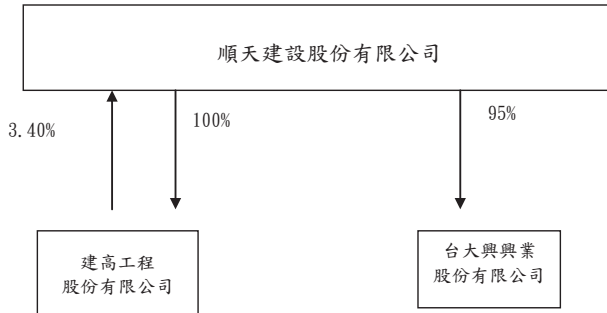 順天建設股份有限公司
3.40%
100%
95%
建高工程
股份有限公司
台大興興業
股份有限公司